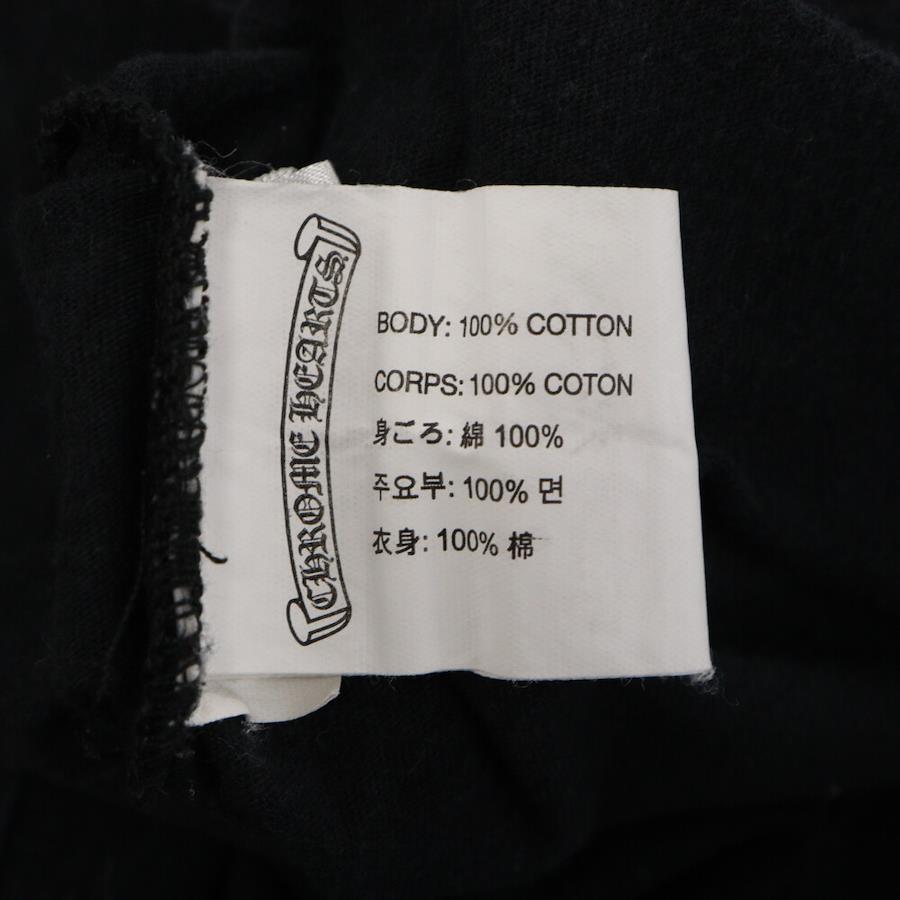 CHROME HEARTS
BODY: 100% COTTON
CORPS: 100% COTON
身ごろ: 綿 100%
주요부: 100% 면
衣身: 100% 棉